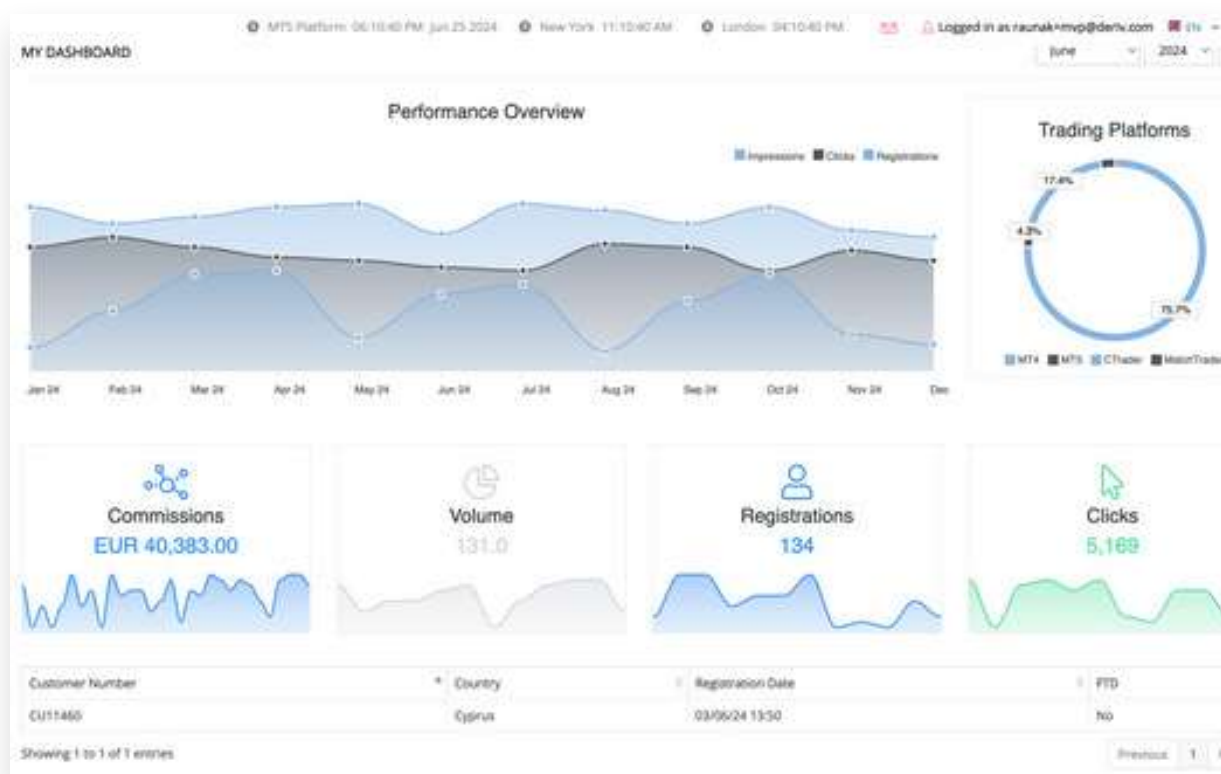 MT5 Platform: 06:10:40 PM, Jun 25 2024 New York: 11:10:40 AM London: 04:10:40 PM Logged in as raunak+mvp@deriv.com EN
MY DASHBOARD
June 2024
Performance Overview
Impressions Clicks Registrations
Jan 24 Feb 24 Mar 24 Apr 24 May 24 Jun 24 Jul 24 Aug 24 Sep 24 Oct 24 Nov 24 Dec
Trading Platforms
17.4%
4.3%
75.7%
MT4 MT5 CTrader
Commissions
EUR 40,383.00
Volume
131.0
Registrations
134
Clicks
5,169
Customer Number Country Registration Date FTD
CU11460 Cyprus 03/06/24 13:50 No
Showing 1 to 1 of 1 entries
Previous 1